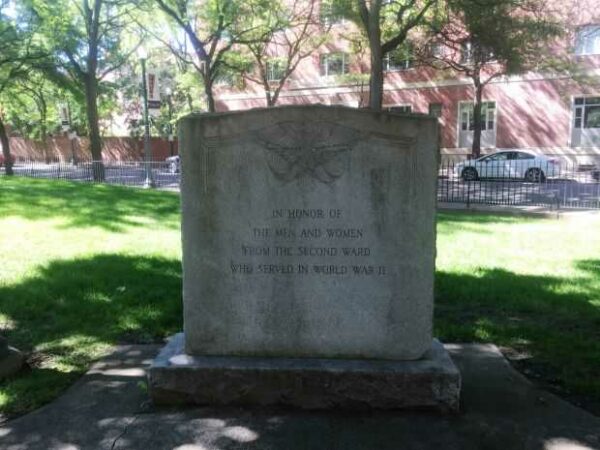 IN HONOR OF
THE MEN AND WOMEN
FROM THE SECOND WARD
WHO SERVED IN WORLD WAR II